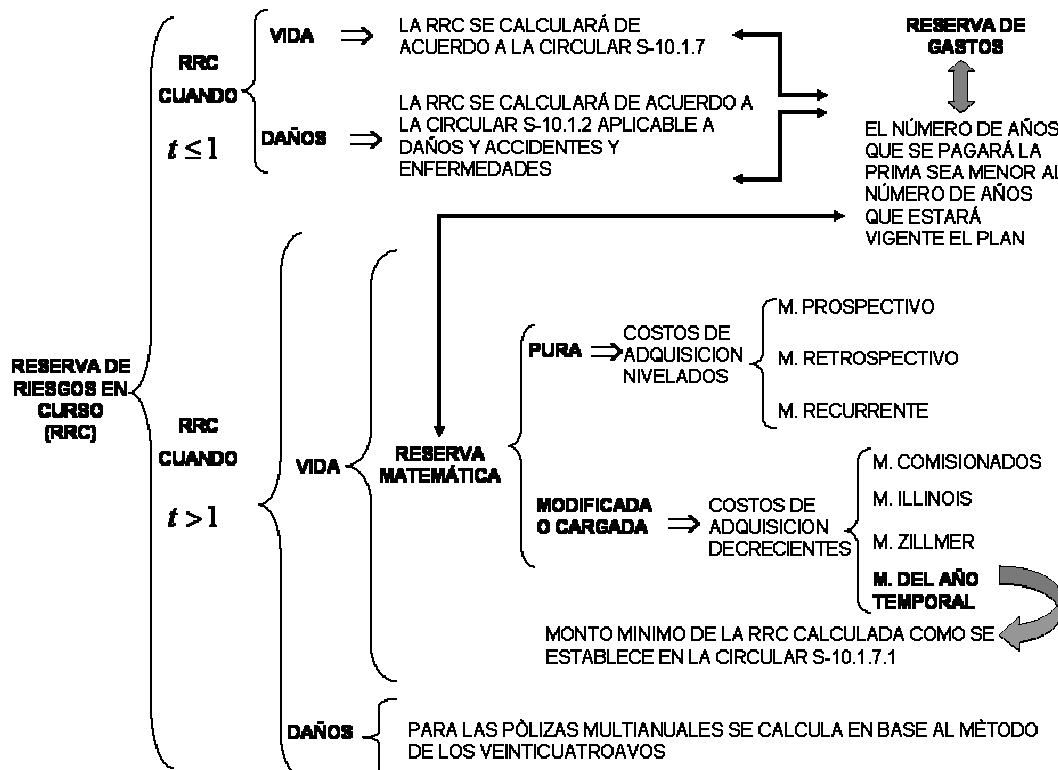 RESERVA DE
RIESGOS EN
CURSO
(RRC)
RRC
CUANDO
t ≤ 1
VIDA ⇒
LA RRC SE CALCULARÁ DE
ACUERDO A LA CIRCULAR S-10.1.7
DAÑOS ⇒
LA RRC SE CALCULARÁ DE ACUERDO A
LA CIRCULAR S-10.1.2 APLICABLE A
DAÑOS Y ACCIDENTES Y
ENFERMEDADES
RESERVA DE
GASTOS
EL NÚMERO DE AÑOS
QUE SE PAGARÁ LA
PRIMA SEA MENOR AL
NÚMERO DE AÑOS
QUE ESTARÁ
VIGENTE EL PLAN
RRC
CUANDO
t > 1
VIDA
RESERVA
MATEMÁTICA
PURA ⇒
COSTOS DE
ADQUISICION
NIVELADOS
M. PROSPECTIVO
M. RETROSPECTIVO
M. RECURRENTE
MODIFICADA
O CARGADA ⇒
COSTOS DE
ADQUISICION
DECRECIENTES
M. COMISIONADOS
M. ILLINOIS
M. ZILLMER
M. DEL AÑO
TEMPORAL
MONTO MINIMO DE LA RRC CALCULADA COMO SE
ESTABLECE EN LA CIRCULAR S-10.1.7.1
DAÑOS
PARA LAS PÒLIZAS MULTIANUALES SE CALCULA EN BASE AL MÈTODO
DE LOS VEINTICUATROAVOS